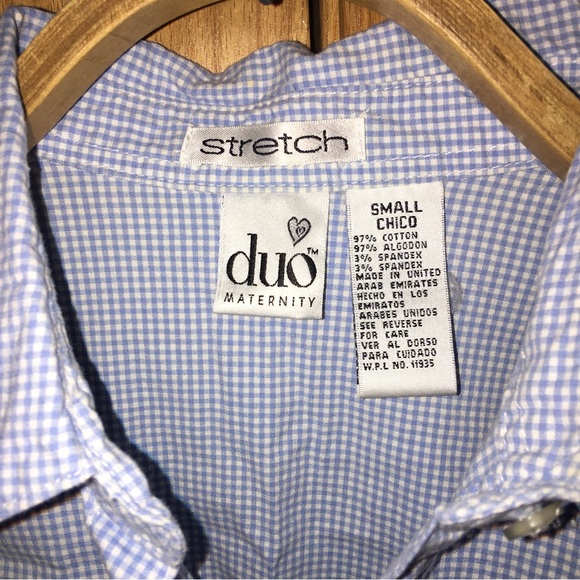 stretch
duo™
MATERNITY
SMALL
CHICO
97% COTTON
97% ALGODON
3% SPANDEX
3% SPANDEX
MADE IN UNITED
ARAB EMIRATES
HECHO EN LOS
EMIRATOS
ARABES UNIDOS
SEE REVERSE
FOR CARE
VER AL DORSO
PARA CUIDADO
W.P.L NO. 11935